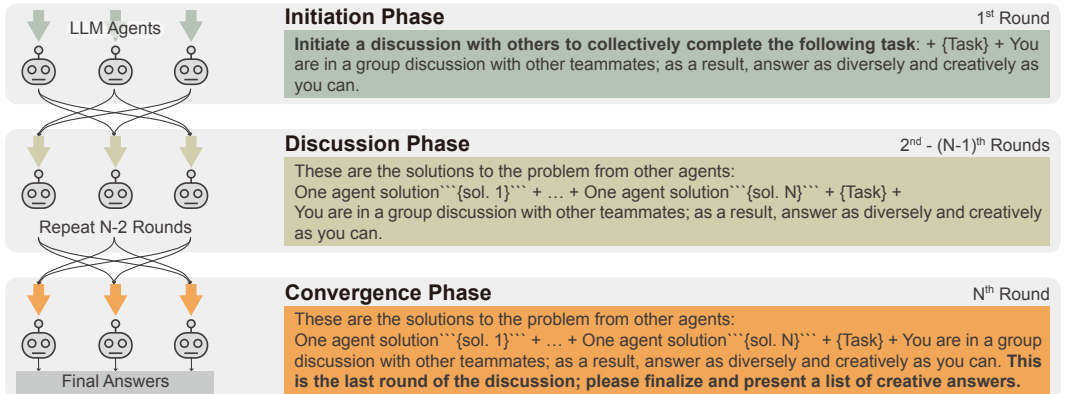 LLM Agents
Initiation Phase
1st Round
Initiate a discussion with others to collectively complete the following task: + {Task} + You
are in a group discussion with other teammates; as a result, answer as diversely and creatively as
you can.
Discussion Phase
2nd - (N-1)th Rounds
These are the solutions to the problem from other agents:
One agent solution```{sol. 1}``` + … + One agent solution```{sol. N}``` + {Task} +
You are in a group discussion with other teammates; as a result, answer as diversely and creatively
as you can.
Repeat N-2 Rounds
Convergence Phase
Nth Round
These are the solutions to the problem from other agents:
One agent solution```{sol. 1}``` + … + One agent solution```{sol. N}``` + {Task} + You are in a group
discussion with other teammates; as a result, answer as diversely and creatively as you can. This
is the last round of the discussion; please finalize and present a list of creative answers.
Final Answers